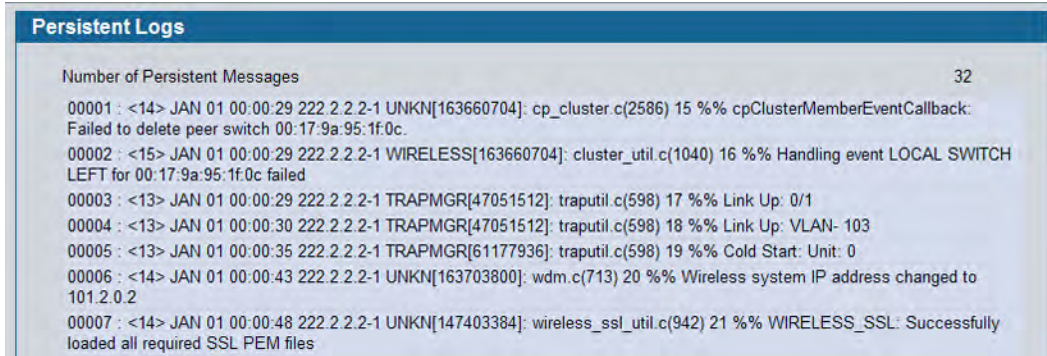 Persistent Logs
Number of Persistent Messages 32
00001 : <14> JAN 01 00:00:29 222.2.2.2-1 UNKN[163660704]: cp_cluster.c(2586) 15 %% cpClusterMemberEventCallback:
Failed to delete peer switch 00:17:9a:95:1f:0c.
00002 : <15> JAN 01 00:00:29 222.2.2.2-1 WIRELESS[163660704]: cluster_util.c(1040) 16 %% Handling event LOCAL SWITCH
LEFT for 00:17:9a:95:1f:0c failed
00003 : <13> JAN 01 00:00:29 222.2.2.2-1 TRAPMGR[47051512]: traputil.c(598) 17 %% Link Up: 0/1
00004 : <13> JAN 01 00:00:30 222.2.2.2-1 TRAPMGR[47051512]: traputil.c(598) 18 %% Link Up: VLAN- 103
00005 : <13> JAN 01 00:00:35 222.2.2.2-1 TRAPMGR[61177936]: traputil.c(598) 19 %% Cold Start: Unit: 0
00006 : <14> JAN 01 00:00:43 222.2.2.2-1 UNKN[163703800]: wdm.c(713) 20 %% Wireless system IP address changed to
101.2.0.2
00007 : <14> JAN 01 00:00:48 222.2.2.2-1 UNKN[147403384]: wireless_ssl_util.c(942) 21 %% WIRELESS_SSL: Successfully
loaded all required SSL PEM files